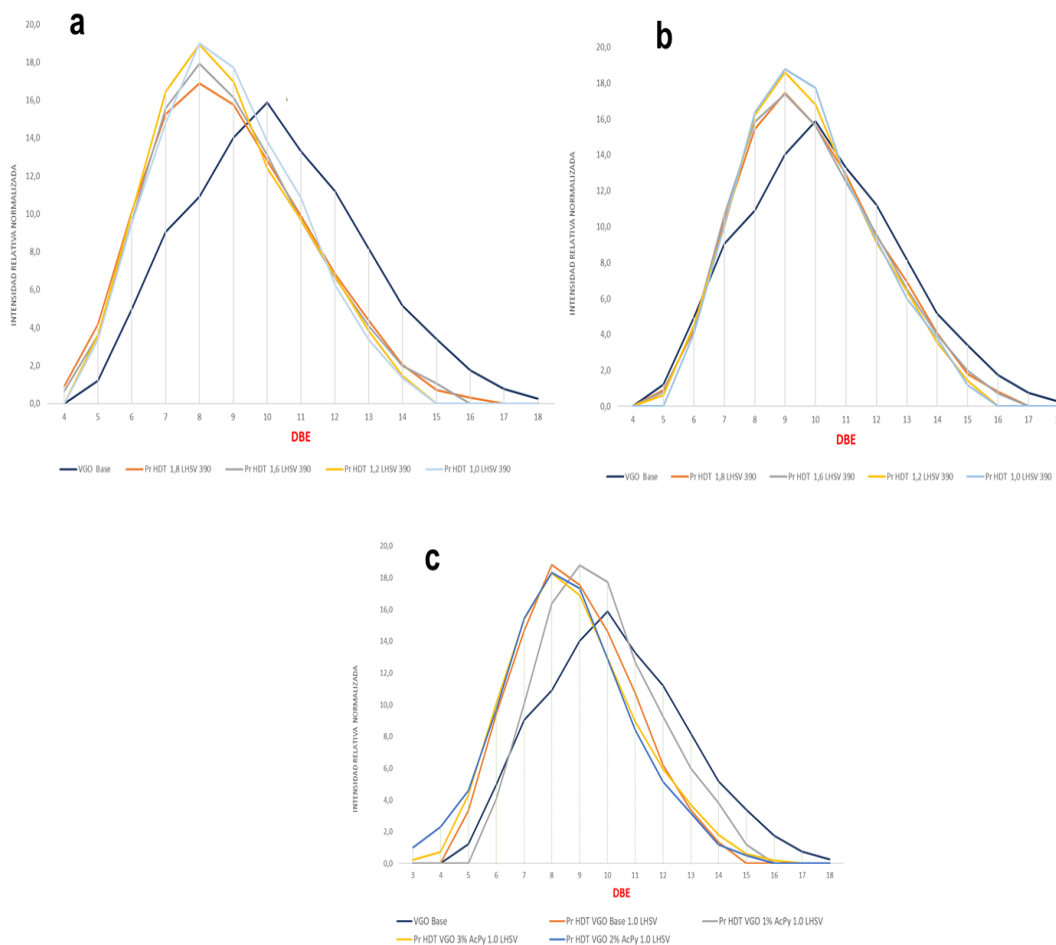 a
INTENSIDAD RELATIVA NORMALIZADA
20,0
18,0
16,0
14,0
12,0
10,0
8,0
6,0
4,0
2,0
0,0
4 5 6 7 8 9 10 11 12 13 14 15 16 17 18
DBE
VGO Base Pr HDT 1,8 LHSV 390 Pr HDT 1,6 LHSV 390 Pr HDT 1,2 LHSV 390 Pr HDT 1,0 LHSV 390
b
INTENSIDAD RELATIVA NORMALIZADA
20,0
18,0
16,0
14,0
12,0
10,0
8,0
6,0
4,0
2,0
0,0
4 5 6 7 8 9 10 11 12 13 14 15 16 17
DBE
VGO Base Pr HDT 1,8 LHSV 390 Pr HDT 1,6 LHSV 390 Pr HDT 1,2 LHSV 390 Pr HDT 1,0 LHSV 390
c
INTENSIDAD RELATIVA NORMALIZADA
20,0
18,0
16,0
14,0
12,0
10,0
8,0
6,0
4,0
2,0
0,0
3 4 5 6 7 8 9 10 11 12 13 14 15 16 17 18
DBE
VGO Base Pr HDT VGO Base 1.0 LHSV Pr HDT VGO 1% AcPy 1.0 LHSV
Pr HDT VGO 3% AcPy 1.0 LHSV Pr HDT VGO 2% AcPy 1.0 LHSV